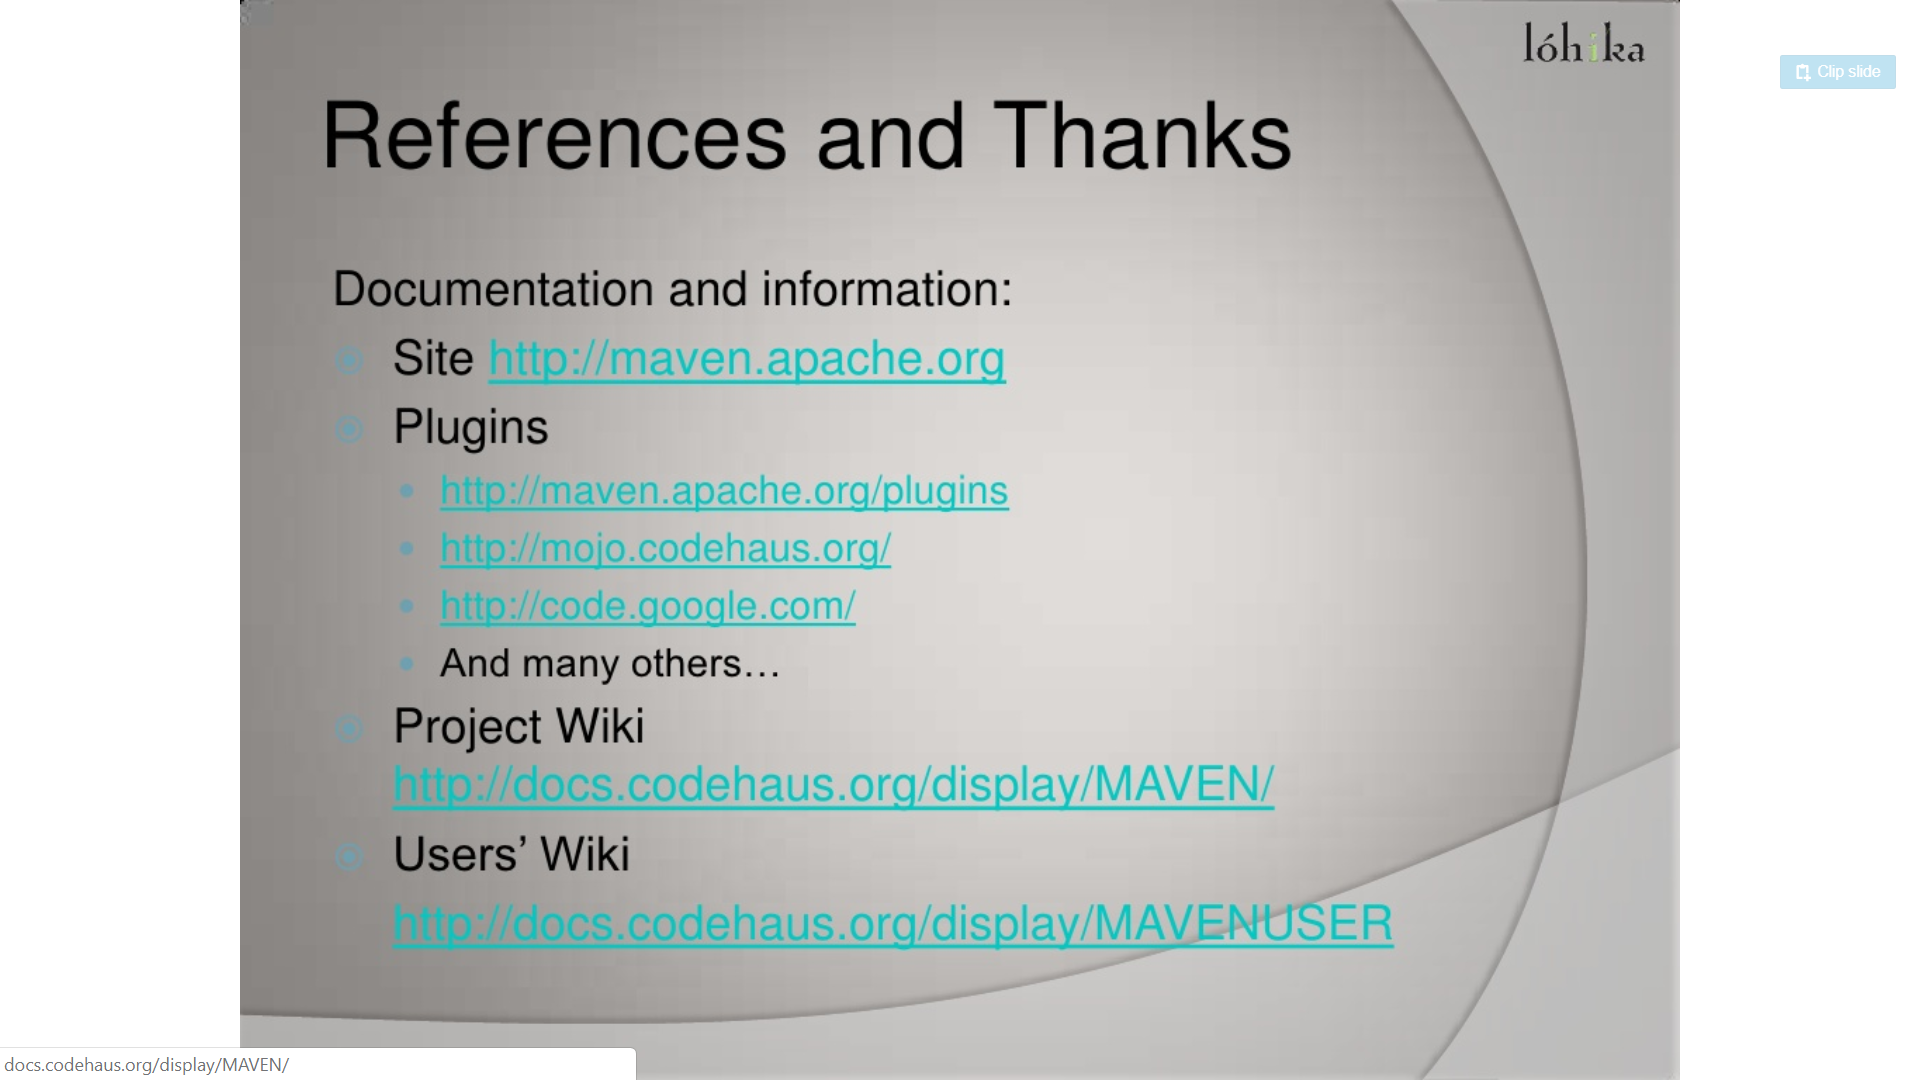 lóhika
Clip slide
References and Thanks
Documentation and information:
Site http://maven.apache.org
Plugins
http://maven.apache.org/plugins
http://mojo.codehaus.org/
http://code.google.com/
And many others…
Project Wiki
http://docs.codehaus.org/display/MAVEN/
Users’ Wiki
http://docs.codehaus.org/display/MAVENUSER
docs.codehaus.org/display/MAVEN/